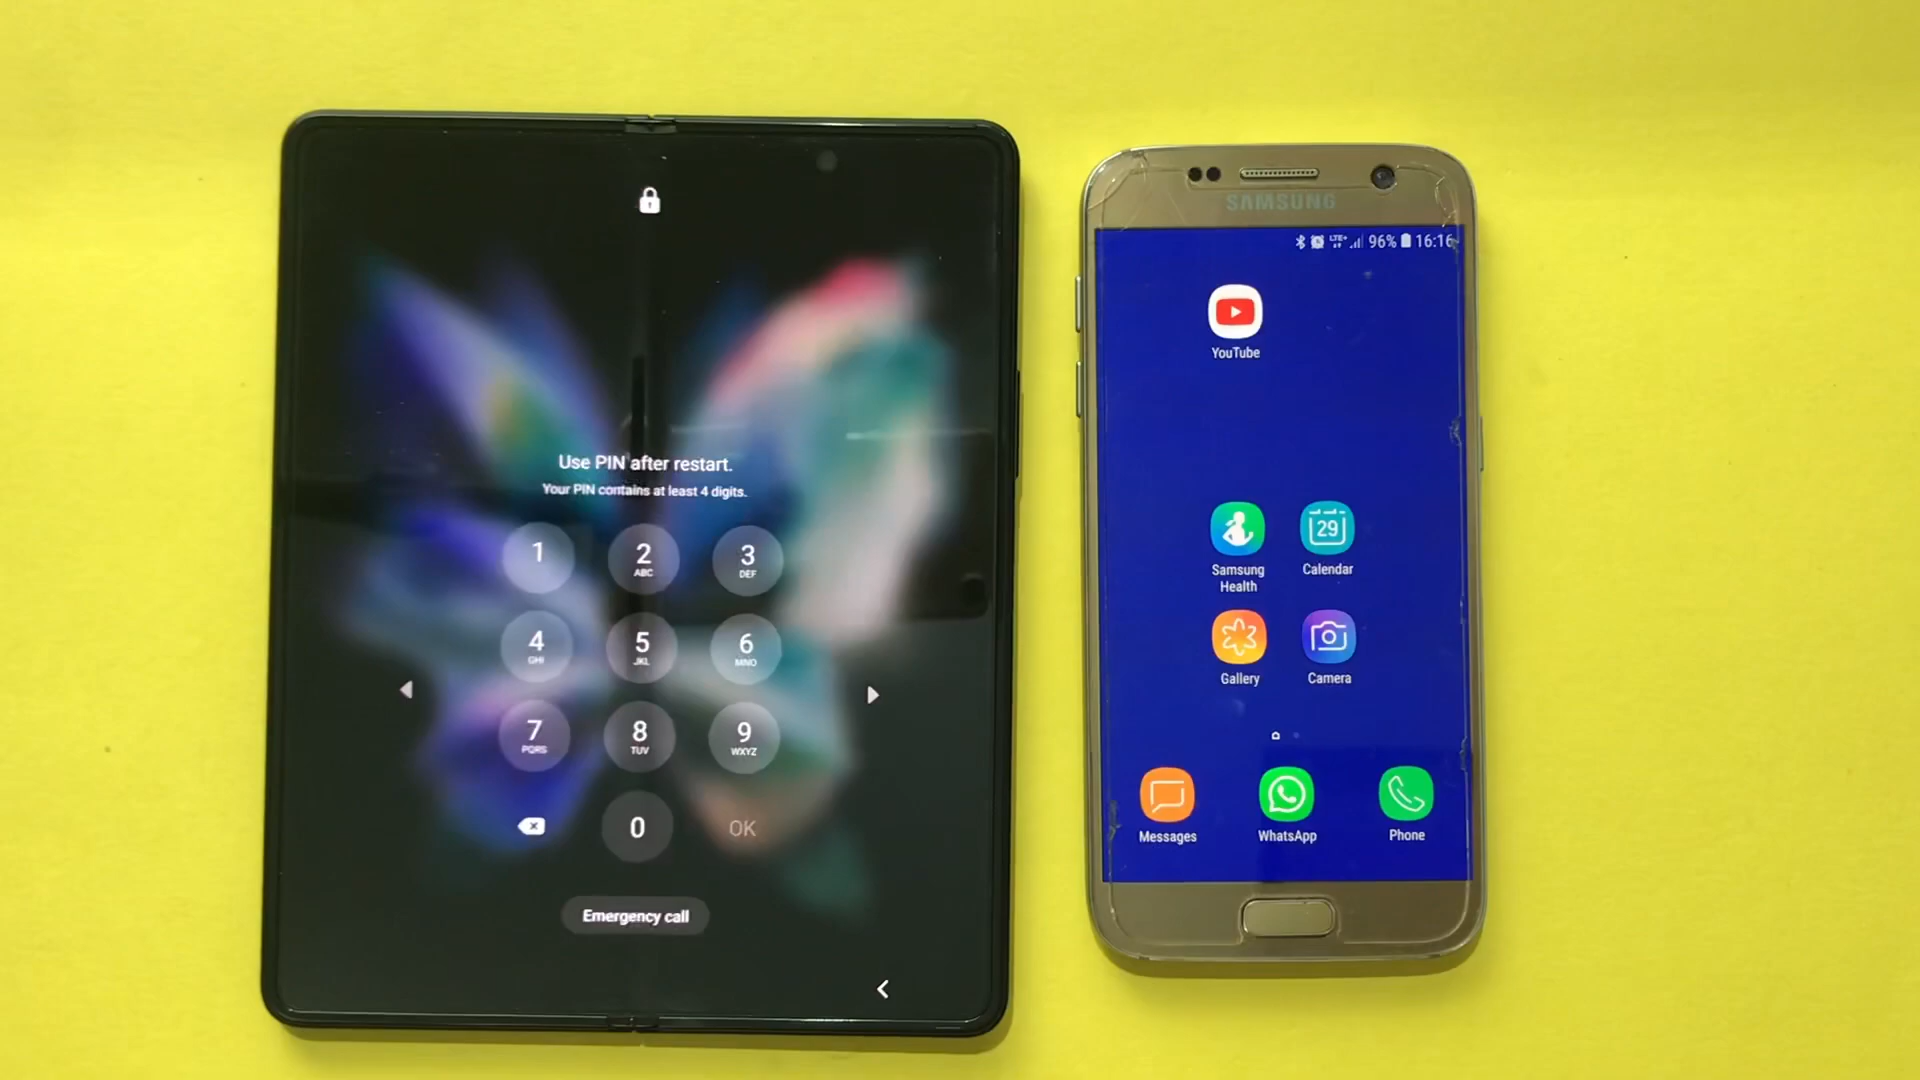 Use PIN after restart.
Your PIN contains at least 4 digits.
1
2
ABC
3
DEF
4
GHI
5
JKL
6
MNO
7
PQRS
8
TUV
9
WXYZ
0
OK
Emergency call
SAMSUNG
LTE+ 96% 16:16
YouTube
Samsung
Health
29
Calendar
Gallery
Camera
Messages
WhatsApp
Phone